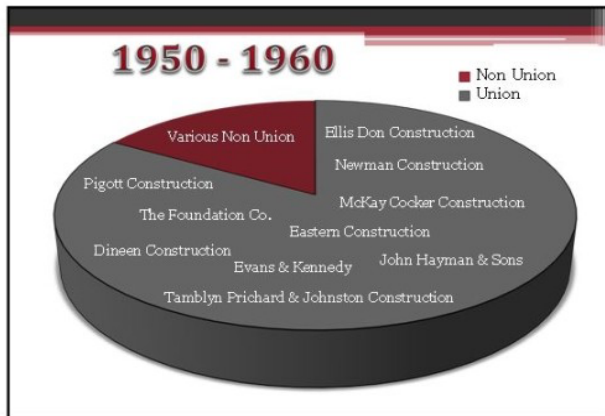 1950 - 1960
Non Union
Union
Various Non Union
Ellis Don Construction
Newman Construction
Pigott Construction
McKay Cocker Construction
The Foundation Co.
Eastern Construction
Dineen Construction
John Hayman & Sons
Evans & Kennedy
Tamblyn Prichard & Johnston Construction